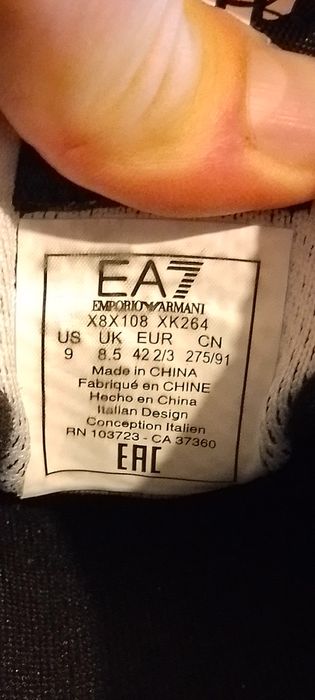 EA7
EMPORIO ARMANI
X8X108 XK264
US UK EUR CN
9 8.5 42 2/3 275/91
Made in CHINA
Fabriqué en CHINE
Hecho en China
Italian Design
Conception Italien
RN 103723 - CA 37360
EAC